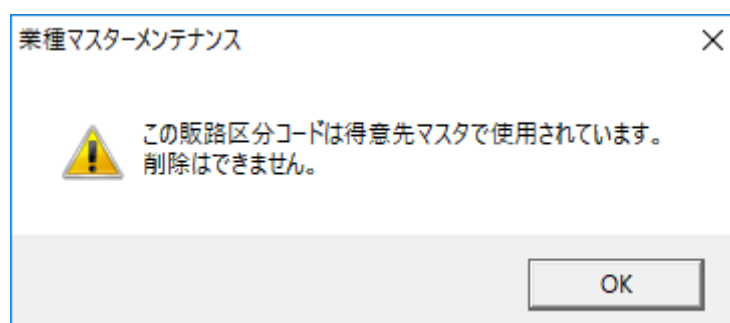 業種マスターメンテナンス
この販路区分コードは得意先マスタで使用されています。
削除はできません。
OK